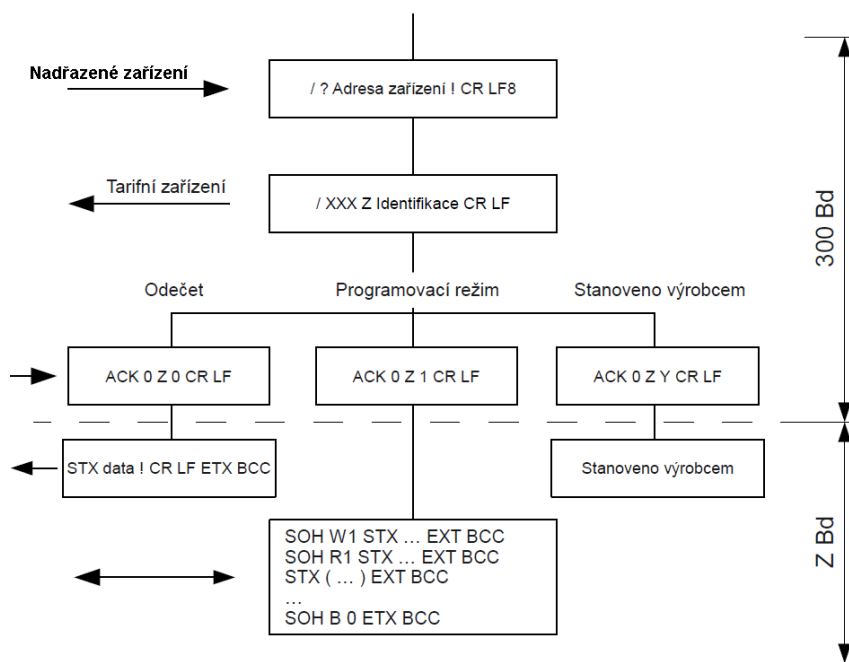 Nadřazené zařízení
/ ? Adresa zařízení ! CR LF8
Tarifní zařízení
/ XXX Z Identifikace CR LF
300 Bd
Odečet
Programovací režim
Stanoveno výrobcem
ACK 0 Z 0 CR LF
ACK 0 Z 1 CR LF
ACK 0 Z Y CR LF
STX data ! CR LF ETX BCC
Stanoveno výrobcem
SOH W1 STX ... EXT BCC
SOH R1 STX ... EXT BCC
STX ( ... ) EXT BCC
...
SOH B 0 ETX BCC
Z Bd